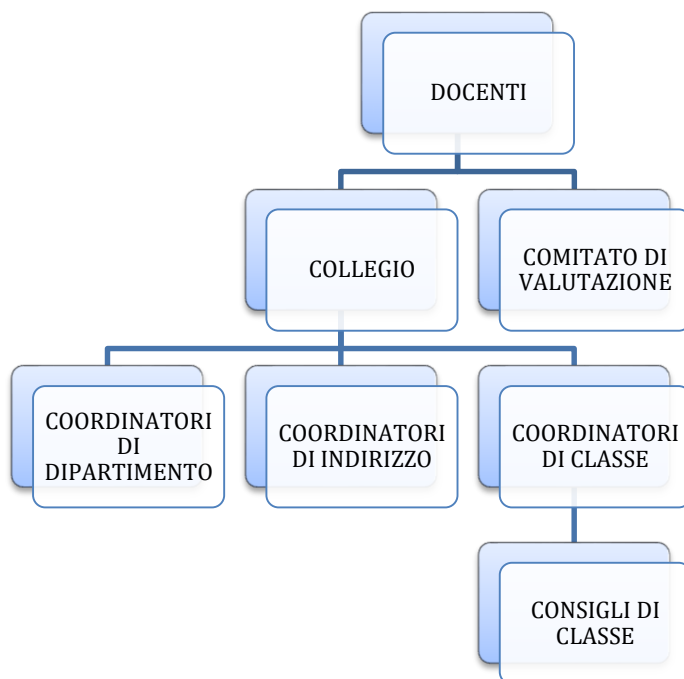 DOCENTI
COLLEGIO
COMITATO DI
VALUTAZIONE
COORDINATORI
DI
DIPARTIMENTO
COORDINATORI
DI INDIRIZZO
COORDINATORI
DI CLASSE
CONSIGLI DI
CLASSE